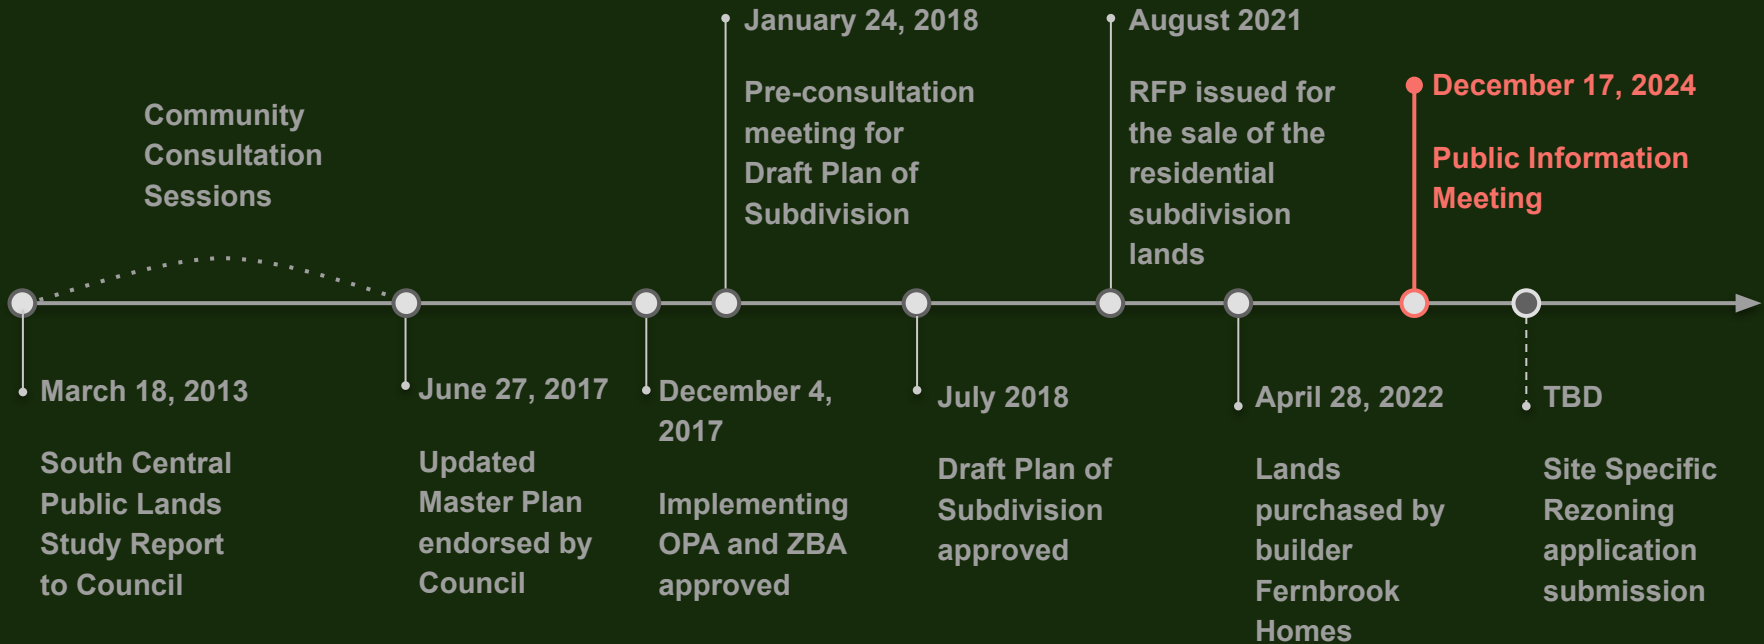 Community
Consultation
Sessions
January 24, 2018
Pre-consultation
meeting for
Draft Plan of
Subdivision
August 2021
RFP issued for
the sale of the
residential
subdivision
lands
December 17, 2024
Public Information
Meeting
March 18, 2013
South Central
Public Lands
Study Report
to Council
June 27, 2017
Updated
Master Plan
endorsed by
Council
December 4,
2017
Implementing
OPA and ZBA
approved
July 2018
Draft Plan of
Subdivision
approved
April 28, 2022
Lands
purchased by
builder
Fernbrook
Homes
TBD
Site Specific
Rezoning
application
submission